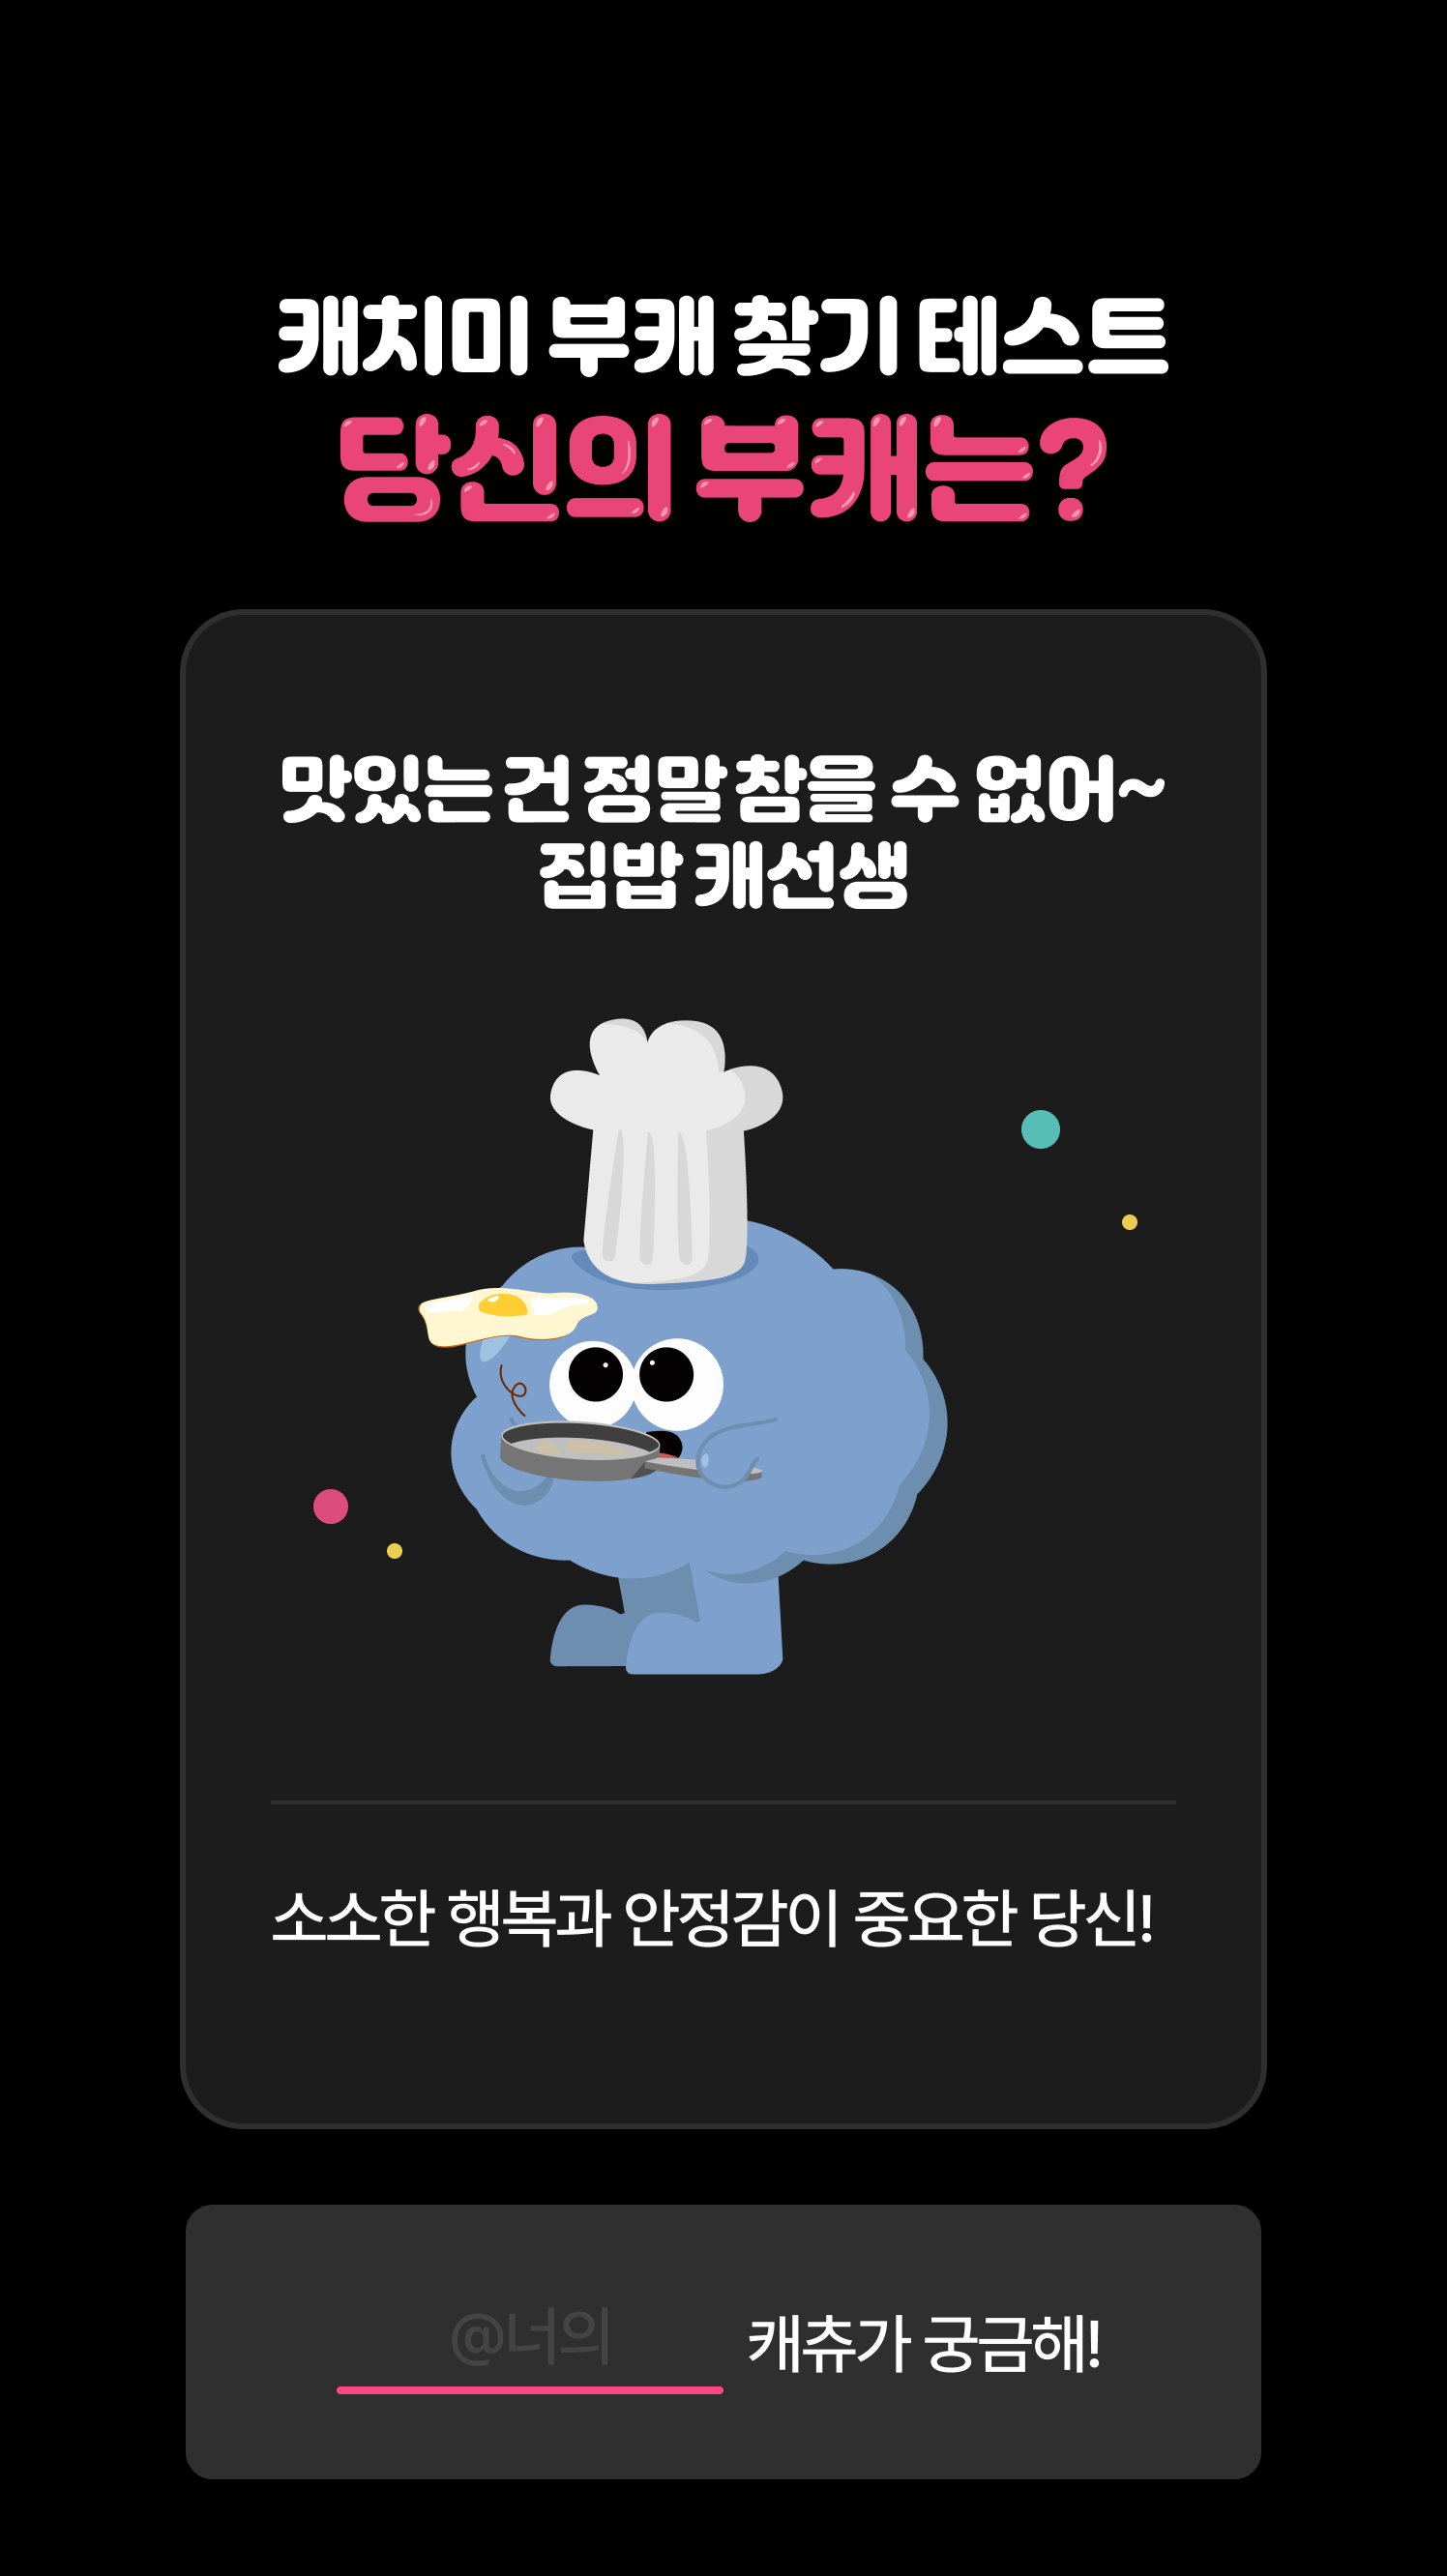 캐치미 부캐 찾기 테스트
당신의 부캐는?
맛있는 건 정말 참을 수 없어~
집밥 캐선생
소소한 행복과 안정감이 중요한 당신!
@너의 캐츄가 궁금해!